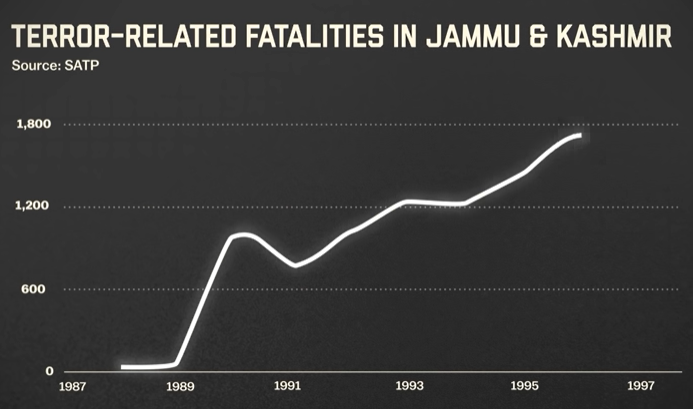 TERROR-RELATED FATALITIES IN JAMMU & KASHMIR
Source: SATP
1,800
1,200
600
0
1987 1989 1991 1993 1995 1997